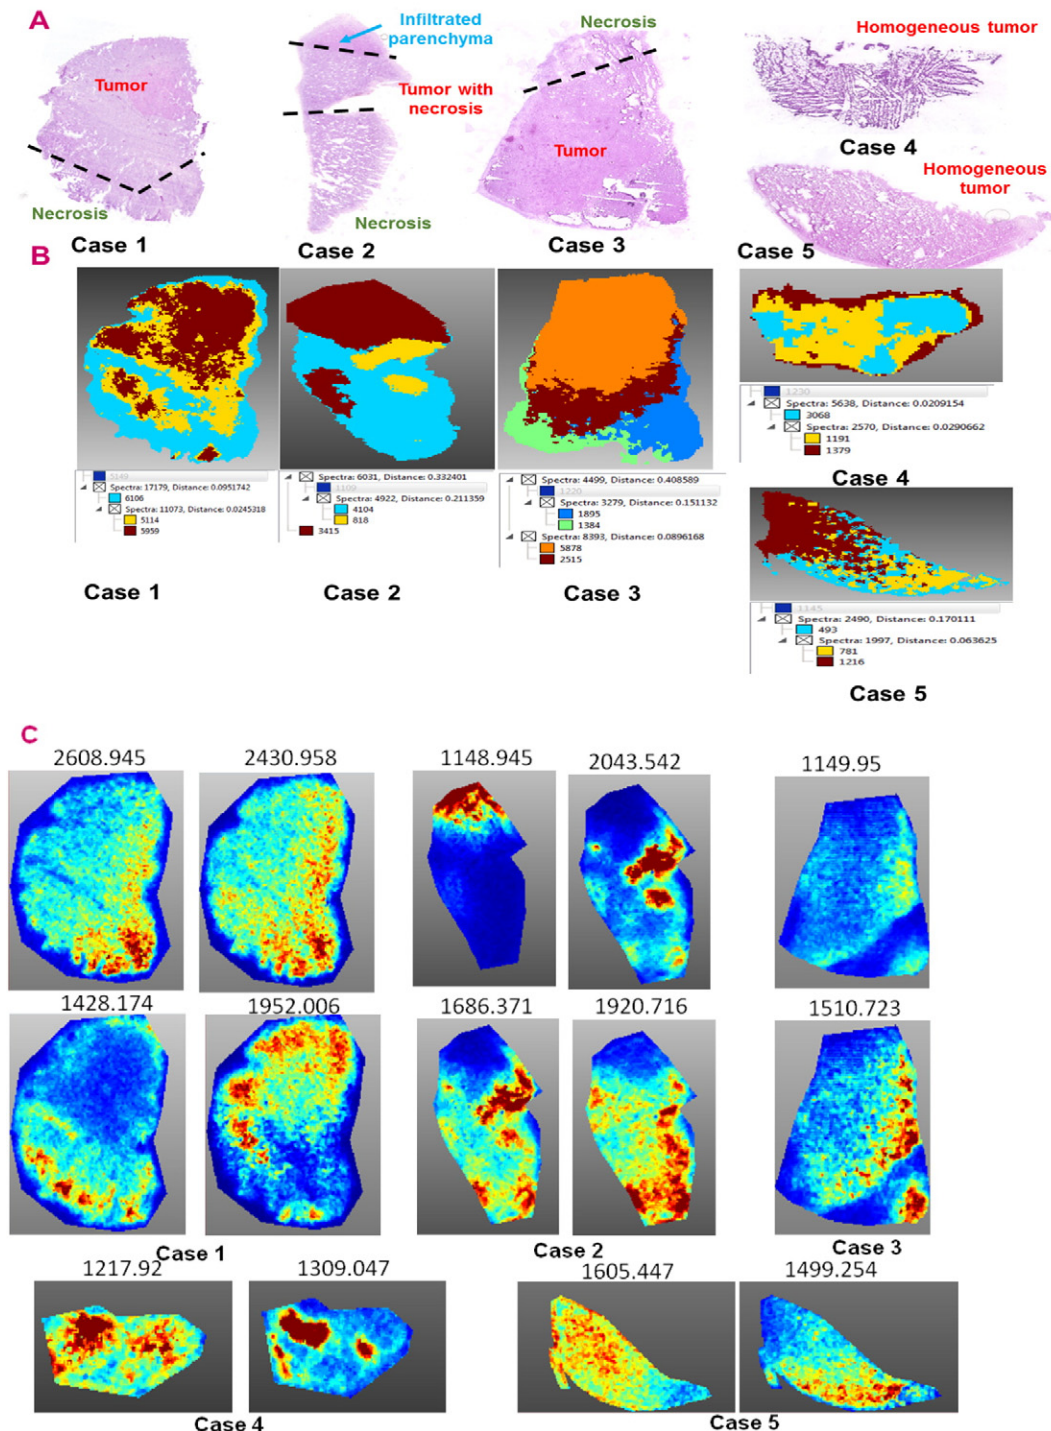 A
Tumor
Necrosis
Case 1
Infiltrated
parenchyma
Tumor with
necrosis
Necrosis
Case 2
Necrosis
Tumor
Case 3
Homogeneous tumor
Case 4
Homogeneous
tumor
Case 5
B
5149
Spectra: 17179, Distance: 0.0951742
6106
Spectra: 11073, Distance: 0.0245318
5114
5959
Case 1
Spectra: 6031, Distance: 0.332401
1109
Spectra: 4922, Distance: 0.211359
4104
818
3415
Case 2
Spectra: 4499, Distance: 0.408589
1220
Spectra: 3279, Distance: 0.151132
1895
1384
Spectra: 8393, Distance: 0.0896168
5878
2515
Case 3
1230
Spectra: 5638, Distance: 0.0209154
3068
Spectra: 2570, Distance: 0.0290662
1191
1379
Case 4
1145
Spectra: 2490, Distance: 0.170111
493
Spectra: 1997, Distance: 0.063625
781
1216
Case 5
C
2608.945
2430.958
1148.945
2043.542
1149.95
1428.174
1952.006
1686.371
1920.716
1510.723
Case 1
Case 2
Case 3
1217.92
1309.047
1605.447
1499.254
Case 4
Case 5